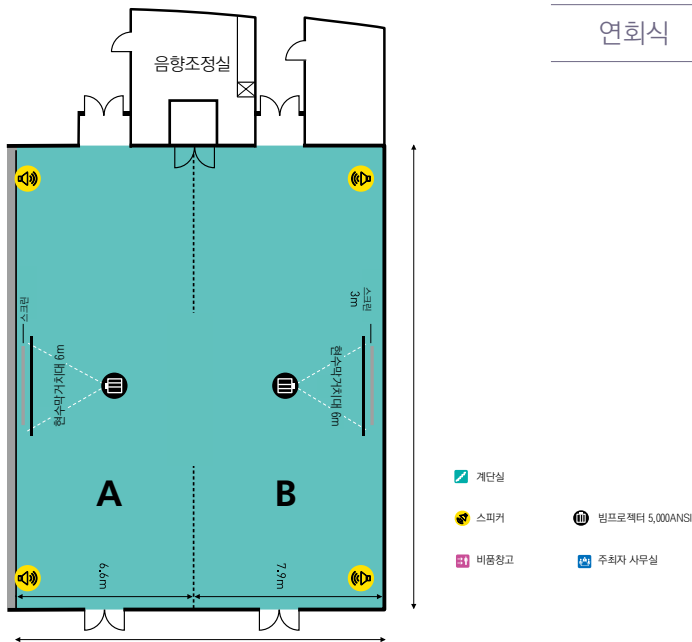 연회식
음향조정실
스크린
스크린
3m
현수막거치대 6m
현수막거치대 6m
A
B
6.6m
7.9m
계단실
스피커
빔프로젝터 5,000ANSI
비품창고
주최자 사무실